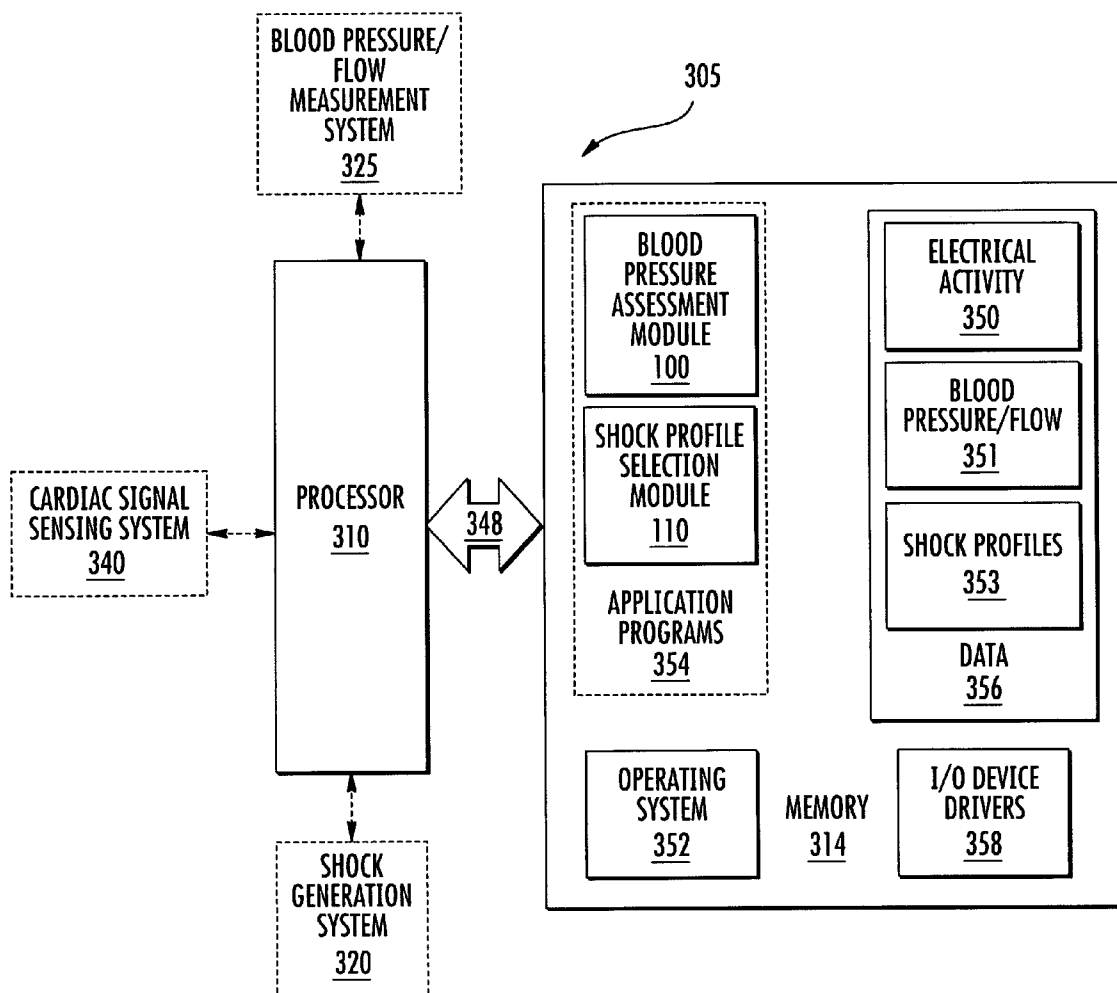 BLOOD PRESSURE/
FLOW
MEASUREMENT
SYSTEM
325
305
BLOOD
PRESSURE
ASSESSMENT
MODULE
100
SHOCK PROFILE
SELECTION
MODULE
110
APPLICATION
PROGRAMS
354
ELECTRICAL
ACTIVITY
350
BLOOD
PRESSURE/FLOW
351
SHOCK PROFILES
353
DATA
356
CARDIAC SIGNAL
SENSING SYSTEM
340
PROCESSOR
310
348
OPERATING
SYSTEM
352
MEMORY
314
I/O DEVICE
DRIVERS
358
SHOCK
GENERATION
SYSTEM
320